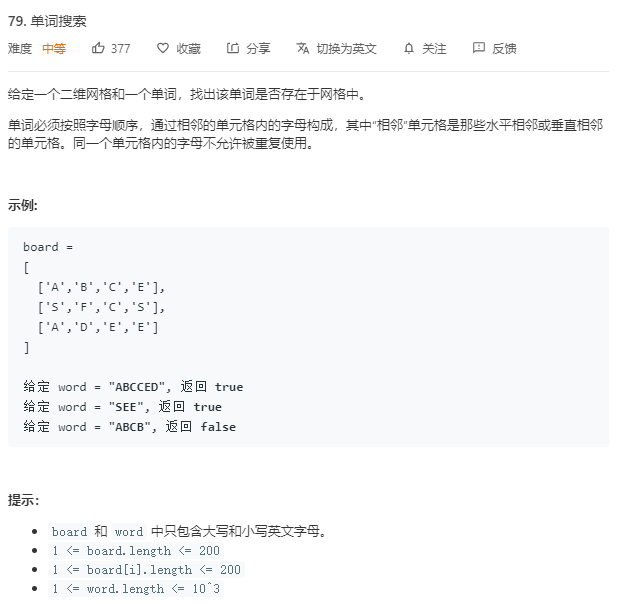 79. 单词搜索
难度 中等 377 收藏 分享 切换为英文 关注 反馈
给定一个二维网格和一个单词，找出该单词是否存在于网格中。
单词必须按照字母顺序，通过相邻的单元格内的字母构成，其中“相邻”单元格是那些水平相邻或垂直相邻
的单元格。同一个单元格内的字母不允许被重复使用。
示例:
board =
[
  ['A','B','C','E'],
  ['S','F','C','S'],
  ['A','D','E','E']
]
给定 word = "ABCCED", 返回 true
给定 word = "SEE", 返回 true
给定 word = "ABCB", 返回 false
提示：
• board 和 word 中只包含大写和小写英文字母。
• 1 <= board.length <= 200
• 1 <= board[i].length <= 200
• 1 <= word.length <= 10^3